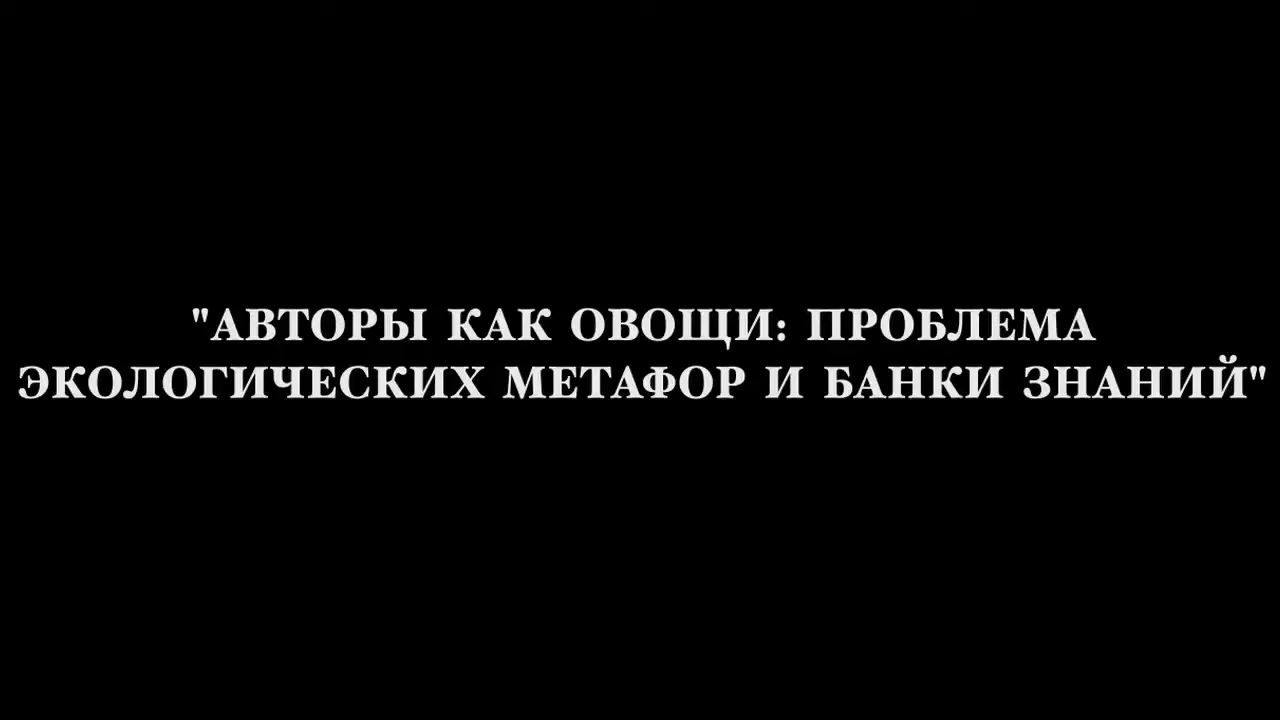 "АВТОРЫ КАК ОВОЩИ: ПРОБЛЕМА
ЭКОЛОГИЧЕСКИХ МЕТАФОР И БАНКИ ЗНАНИЙ"